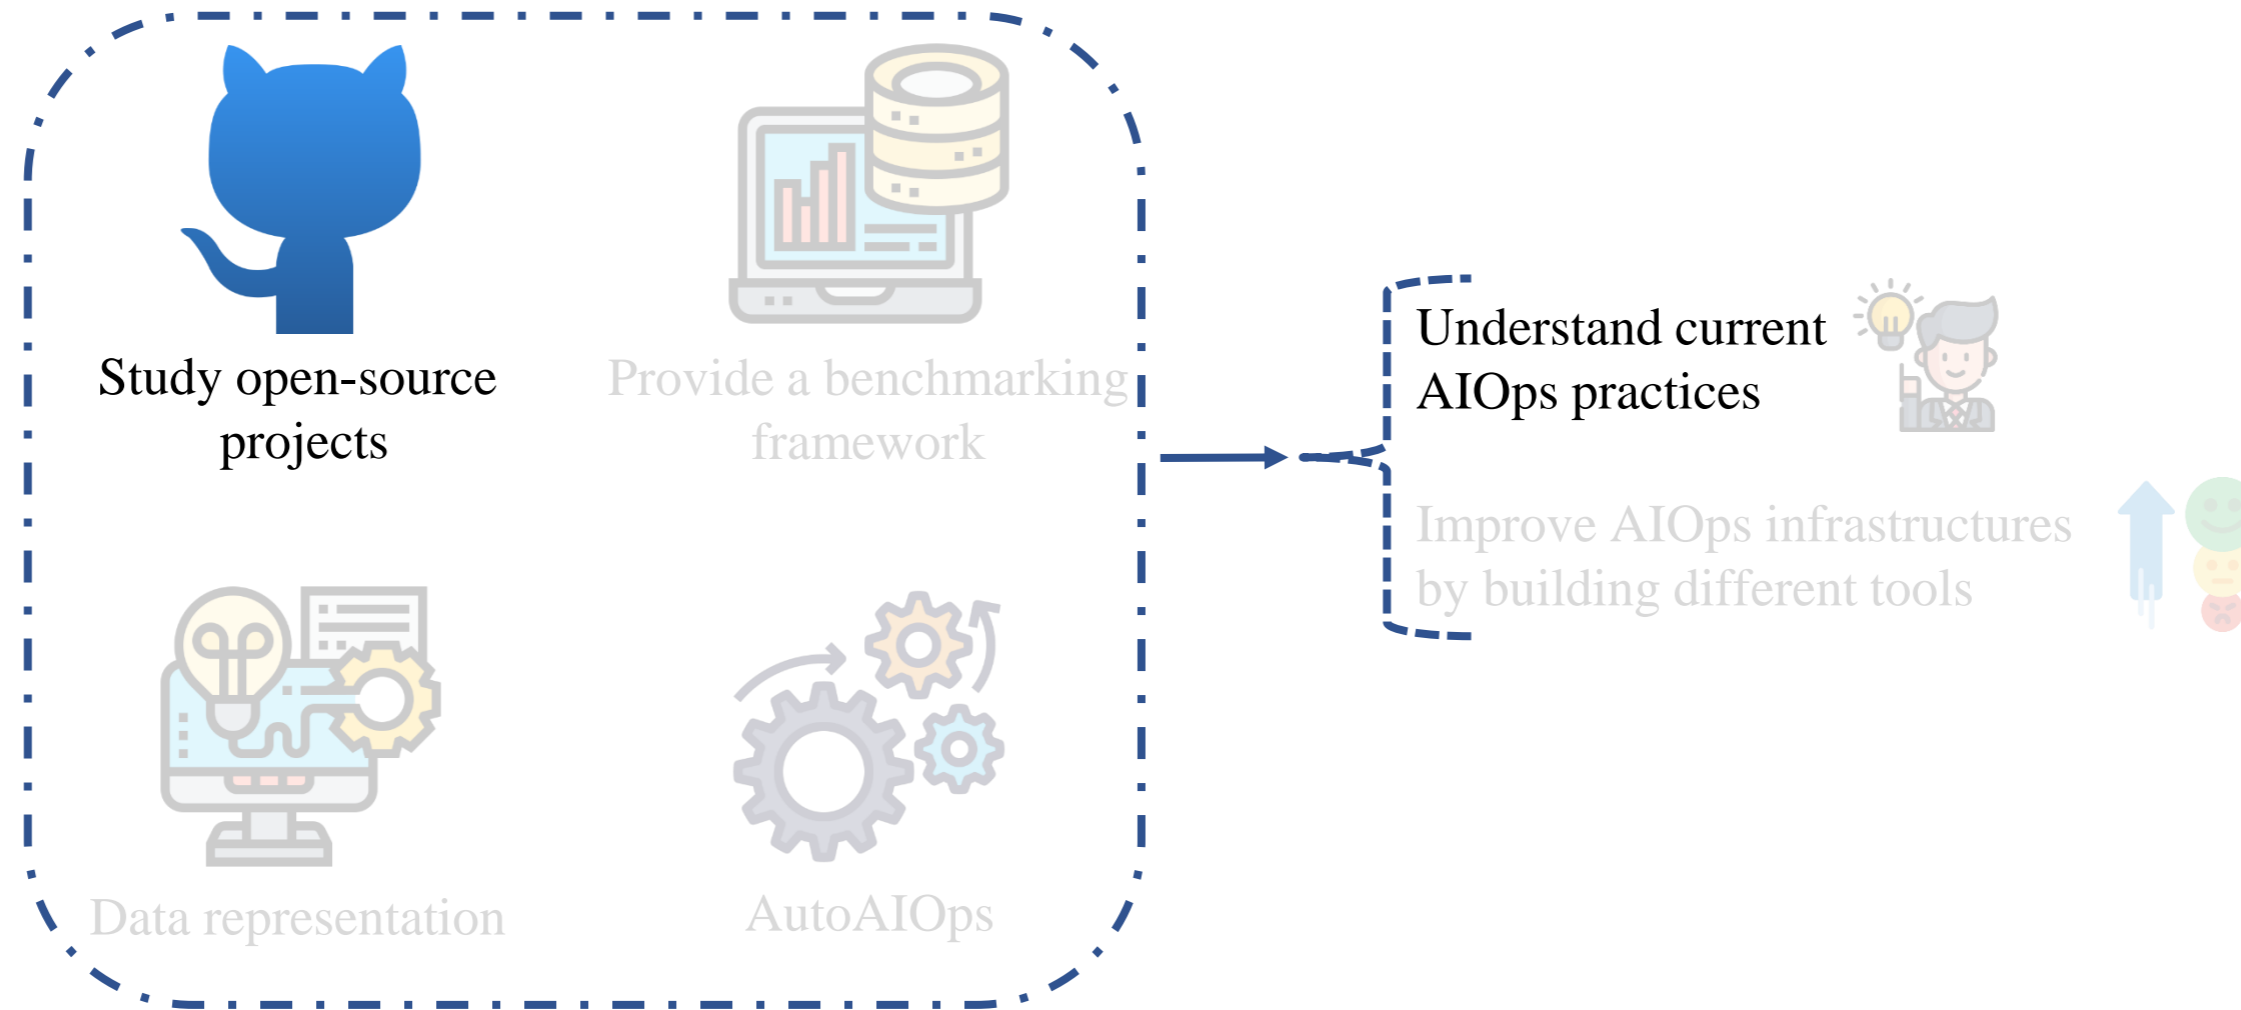 Study open-source
projects
Provide a benchmarking
framework
Data representation
AutoAIOps
Understand current
AIOps practices
Improve AIOps infrastructures
by building different tools